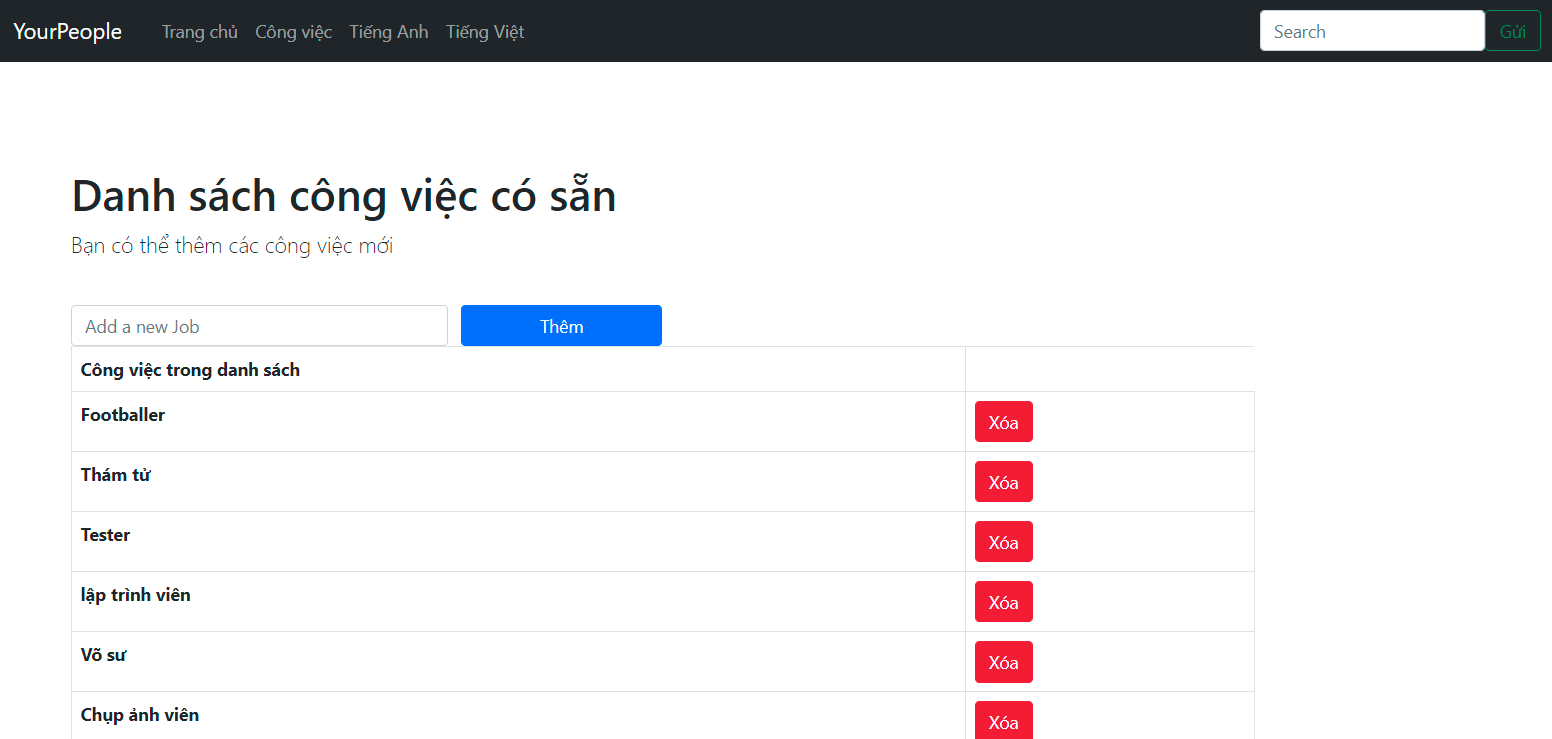 YourPeople Trang chủ Công việc Tiếng Anh Tiếng Việt Search Gửi
Danh sách công việc có sẵn
Bạn có thể thêm các công việc mới
Add a new Job Thêm
Công việc trong danh sách
Footballer Xóa
Thám tử Xóa
Tester Xóa
lập trình viên Xóa
Võ sư Xóa
Chụp ảnh viên Xóa